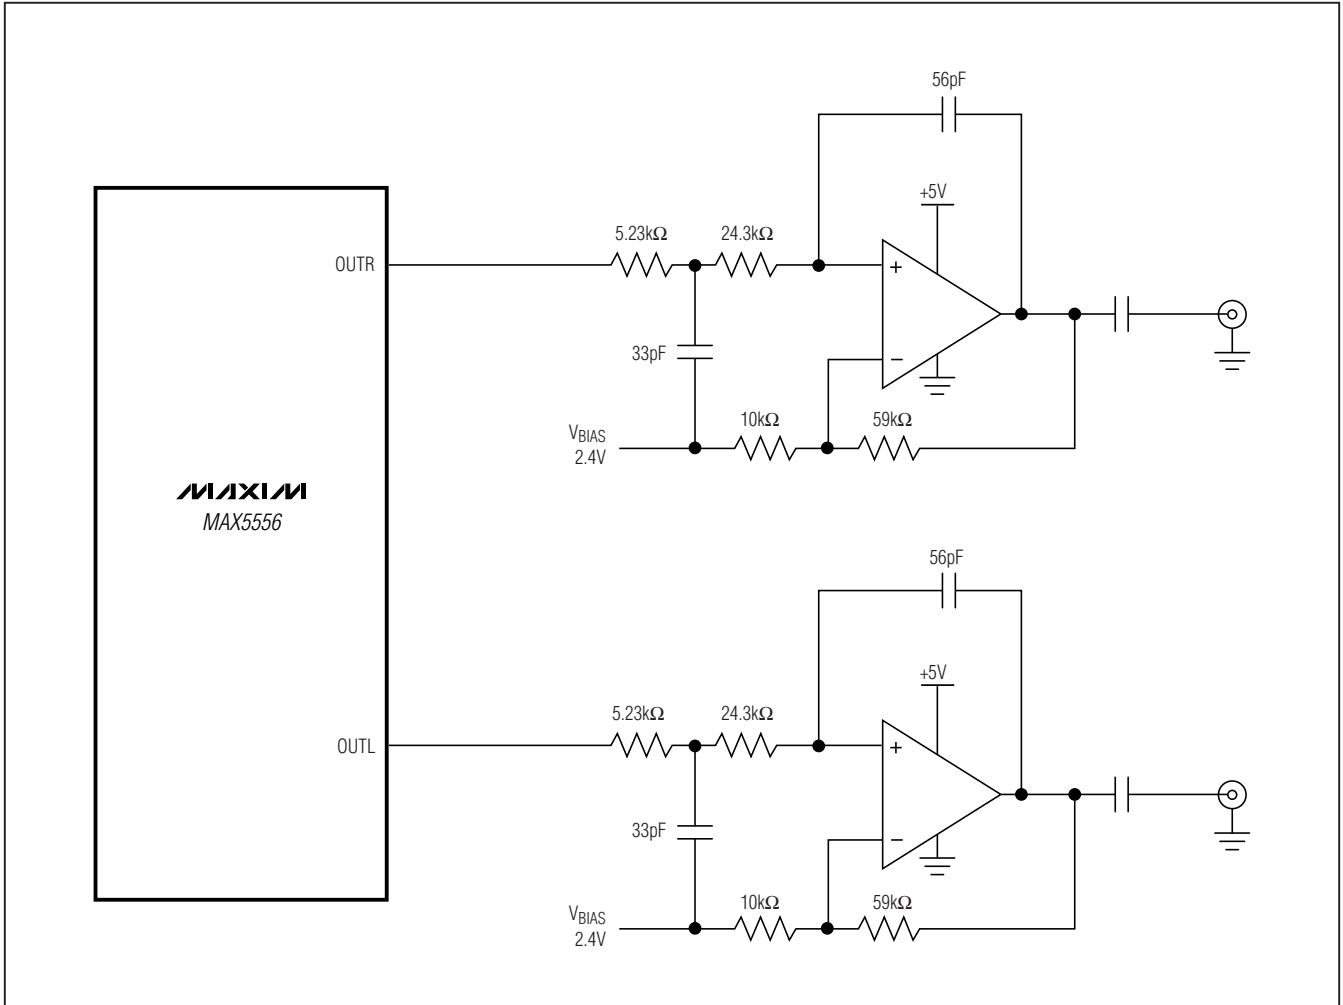 56pF
+5V
5.23kΩ
24.3kΩ
OUTR
+
33pF
−
10kΩ
59kΩ
VBIAS
2.4V
MAXIM
MAX5556
56pF
+5V
5.23kΩ
24.3kΩ
OUTL
+
33pF
−
10kΩ
59kΩ
VBIAS
2.4V